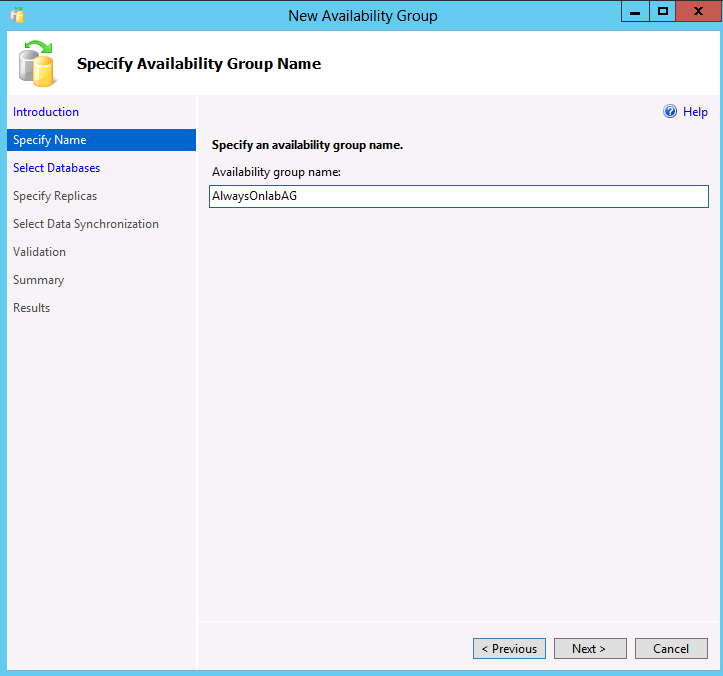 New Availability Group
Specify Availability Group Name
Introduction
Specify Name
Select Databases
Specify Replicas
Select Data Synchronization
Validation
Summary
Results
Help
Specify an availability group name.
Availability group name:
AlwaysOnlabAG
< Previous
Next >
Cancel